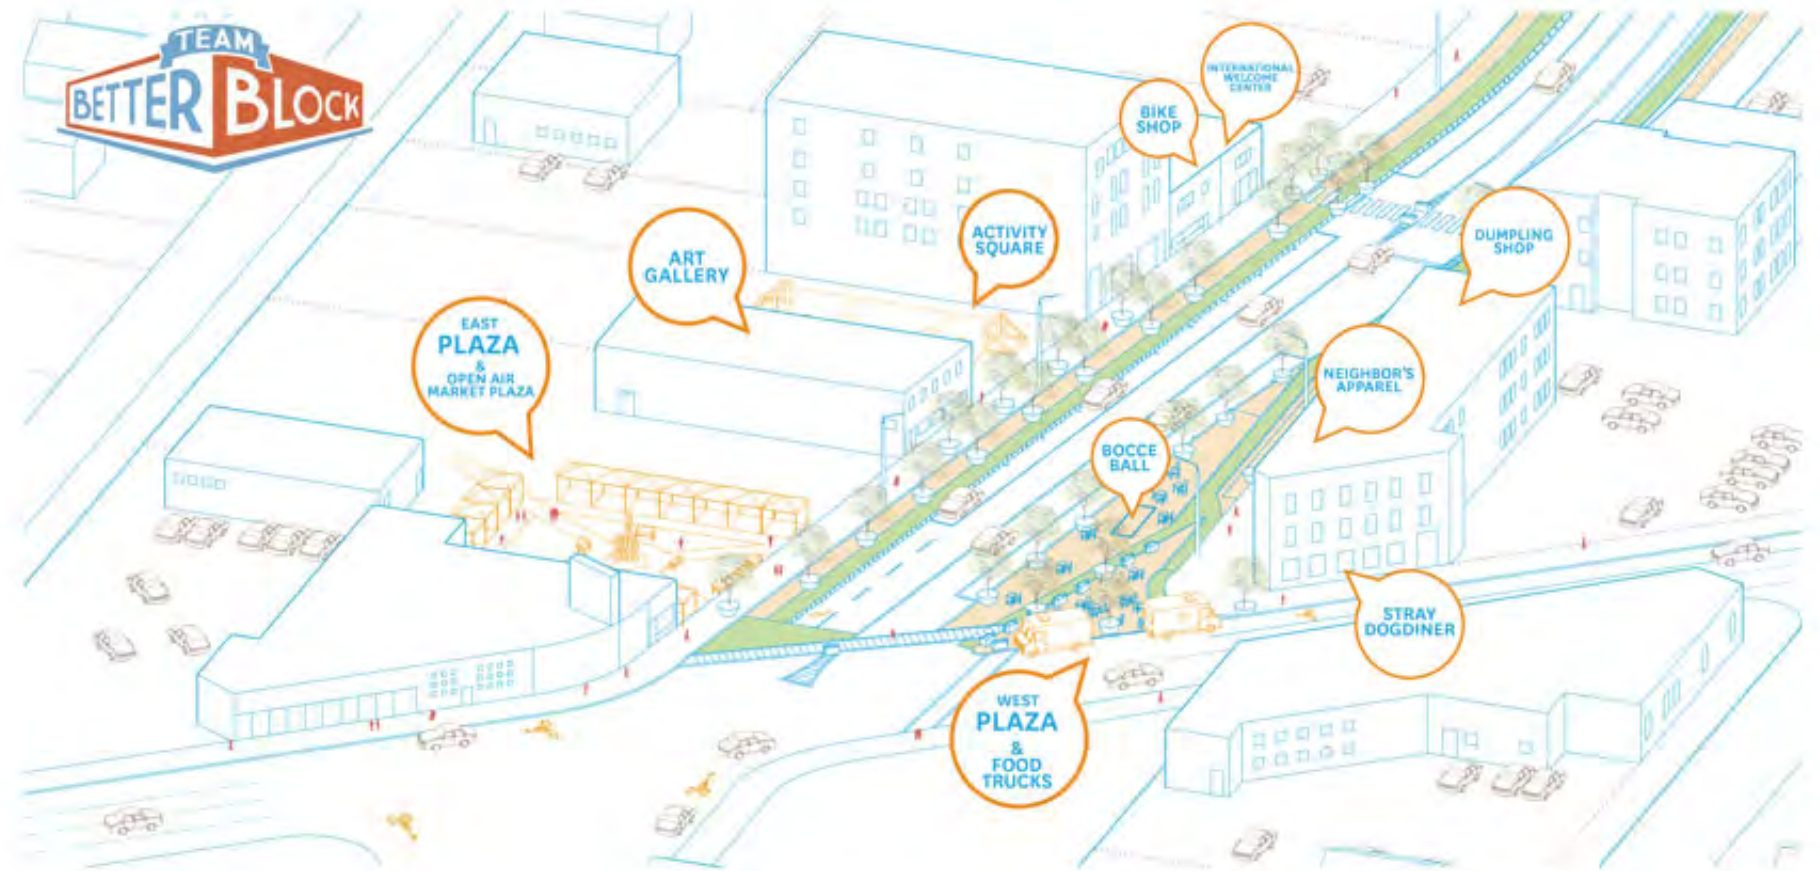 TEAM
BETTER BLOCK
INTERNATIONAL
WELCOME
CENTER
BIKE
SHOP
ACTIVITY
SQUARE
DUMPLING
SHOP
ART
GALLERY
EAST
PLAZA
&
OPEN AIR
MARKET PLAZA
NEIGHBOR'S
APPAREL
BOCCE
BALL
STRAY
DOGDINER
WEST
PLAZA
&
FOOD
TRUCKS